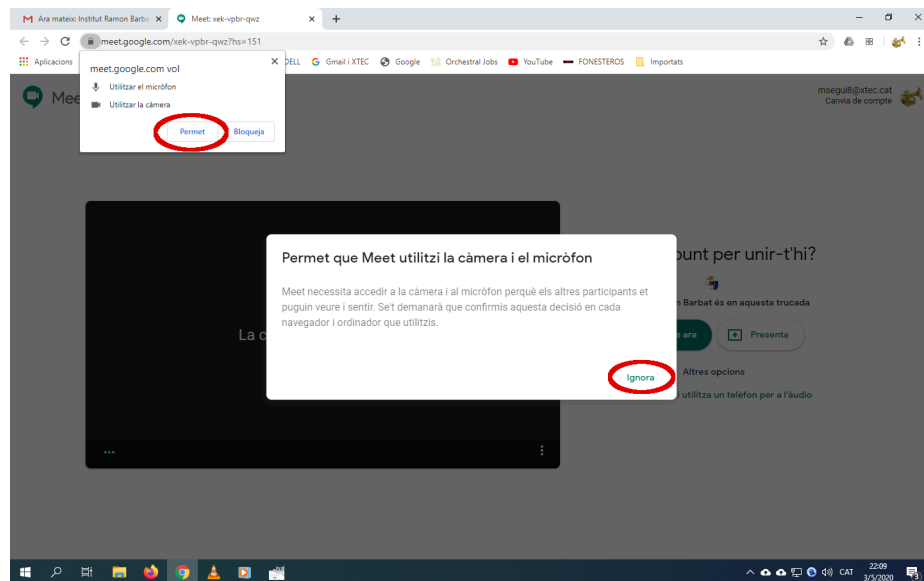 Ara mateix: Institut Ramon Barba
Meet: xek-vpbr-qwz
meet.google.com/xek-vpbr-qwz?hs=151
Aplicacions
DELL
Gmail i XTEC
Google
Orchestral Jobs
YouTube
FONESTEROS
Importats
meet.google.com vol
Utilitzar el micròfon
Utilitzar la càmera
Permet
Bloqueja
Mee
msegui8@xtec.cat
Canvia de compte
Permet que Meet utilitzi la càmera i el micròfon
Meet necessita accedir a la càmera i al micròfon perquè els altres participants et
puguin veure i sentir. Se't demanarà que confirmis aquesta decisió en cada
navegador i ordinador que utilitzis.
Ignora
La c
punt per unir-t'hi?
Barbat és en aquesta trucada
ara
Presenta
Altres opcions
utilitza un telèfon per a l'àudio
CAT
22:09
3/5/2020